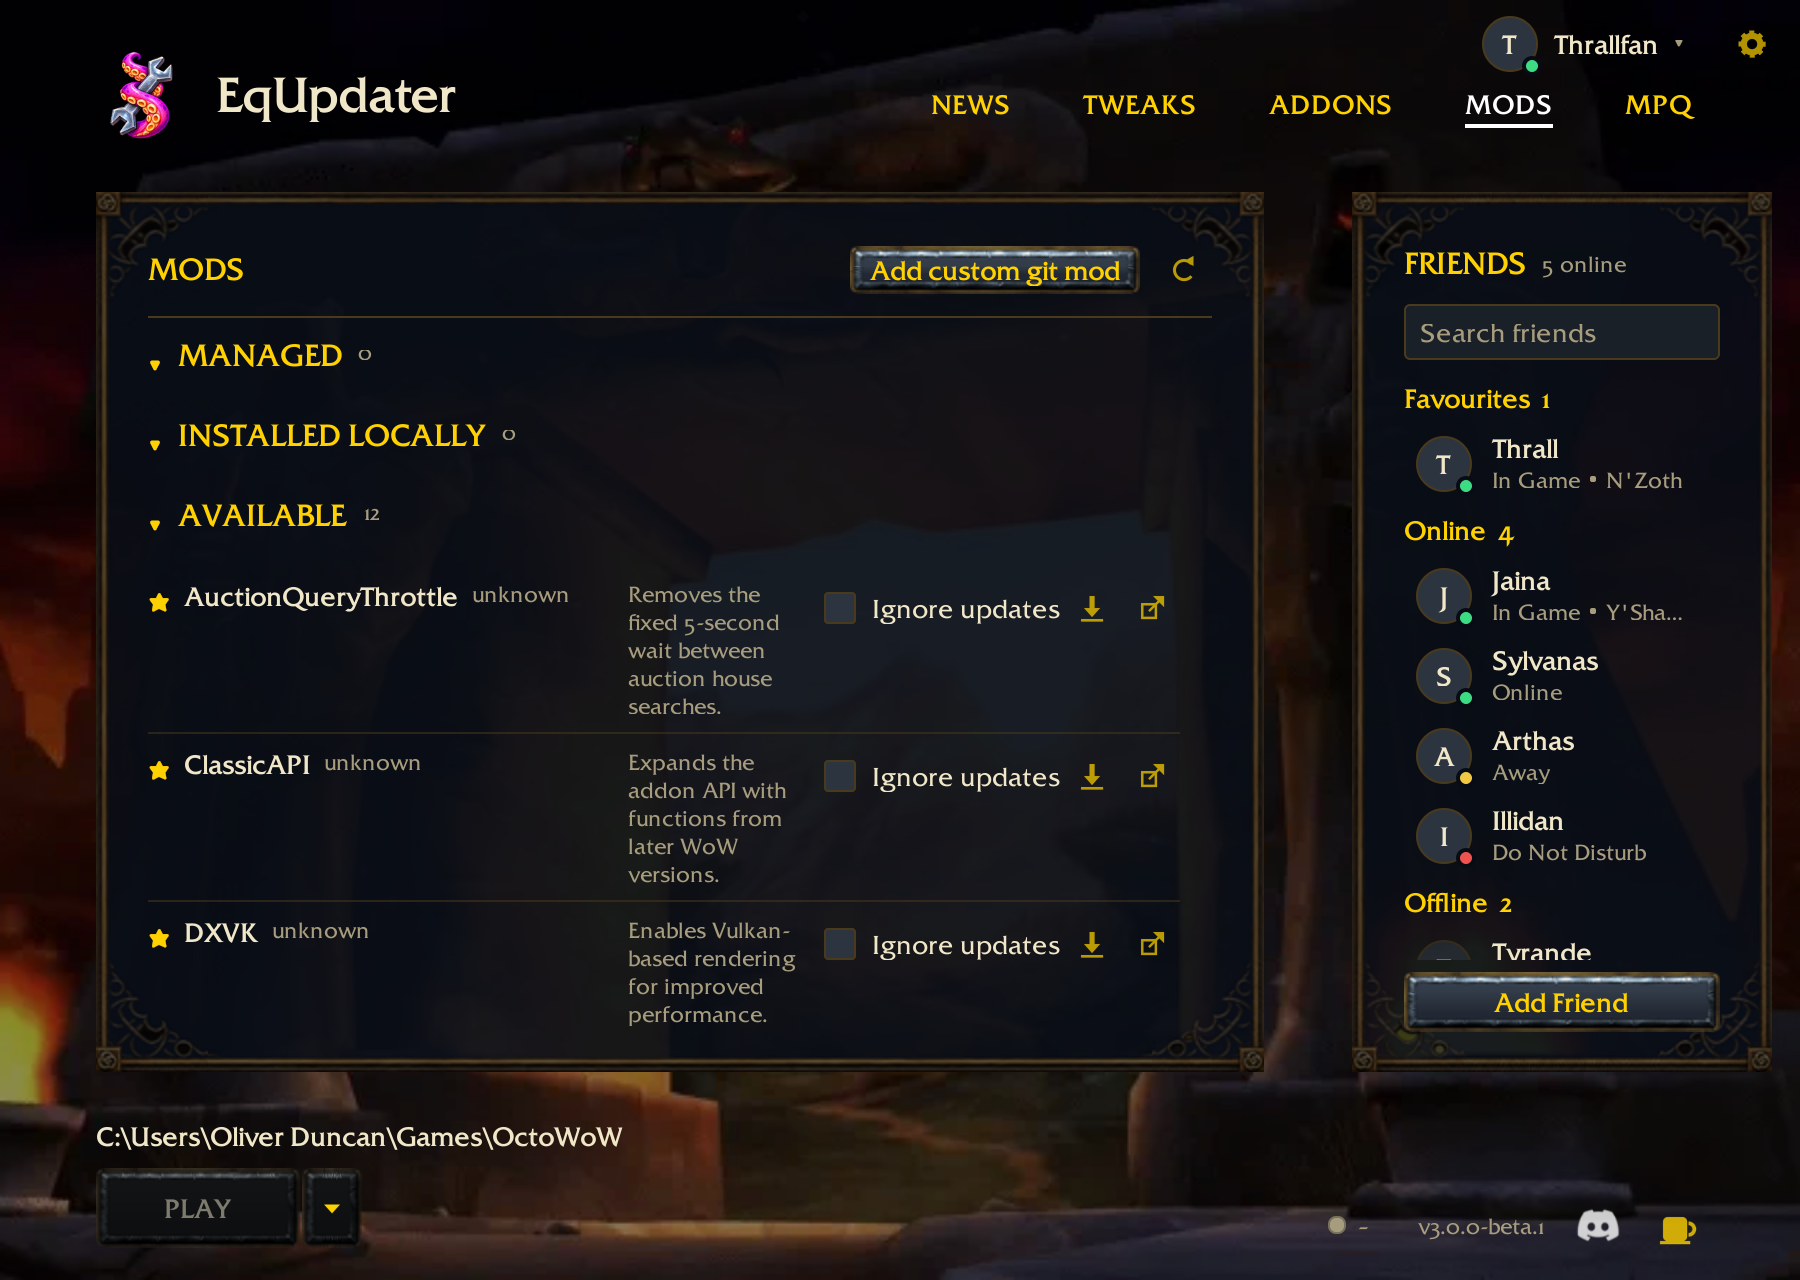 T Thrallfan
EqUpdater
NEWS TWEAKS ADDONS MODS MPQ
MODS
Add custom git mod
MANAGED 0
INSTALLED LOCALLY 0
AVAILABLE 12
AuctionQueryThrottle unknown
Removes the
fixed 5-second
wait between
auction house
searches.
Ignore updates
ClassicAPI unknown
Expands the
addon API with
functions from
later WoW
versions.
Ignore updates
DXVK unknown
Enables Vulkan-
based rendering
for improved
performance.
Ignore updates
FRIENDS 5 online
Search friends
Favourites 1
T Thrall
In Game • N'Zoth
Online 4
J Jaina
In Game • Y'Sha...
S Sylvanas
Online
A Arthas
Away
I Illidan
Do Not Disturb
Offline 2
Tyrande
Add Friend
C:\Users\Oliver Duncan\Games\OctoWoW
PLAY
-
v3.0.0-beta.1